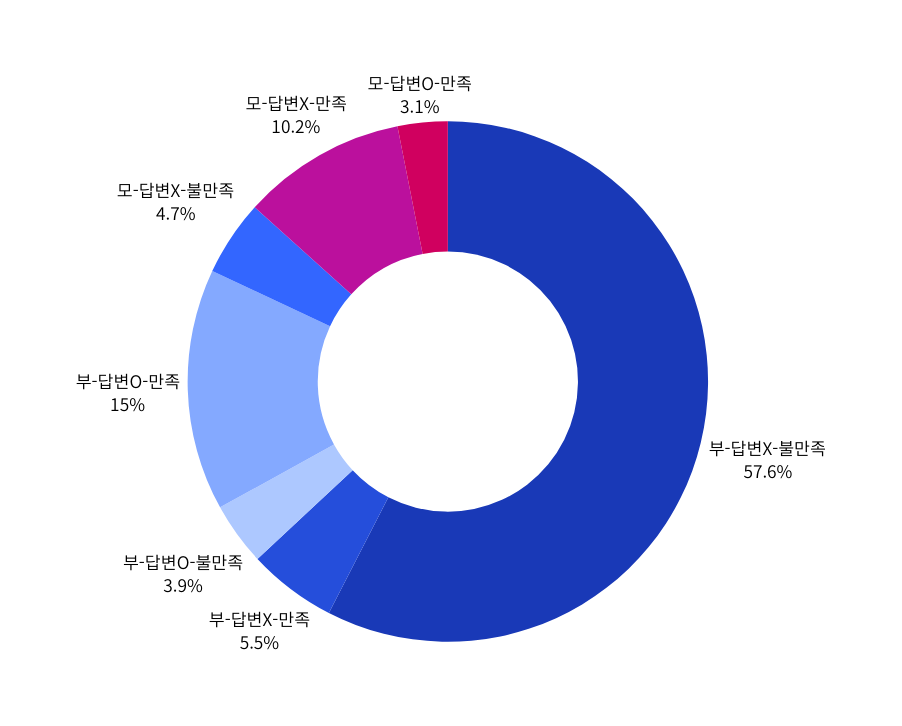 모-답변O-만족
3.1%
모-답변X-만족
10.2%
모-답변X-불만족
4.7%
부-답변O-만족
15%
부-답변X-불만족
57.6%
부-답변O-불만족
3.9%
부-답변X-만족
5.5%